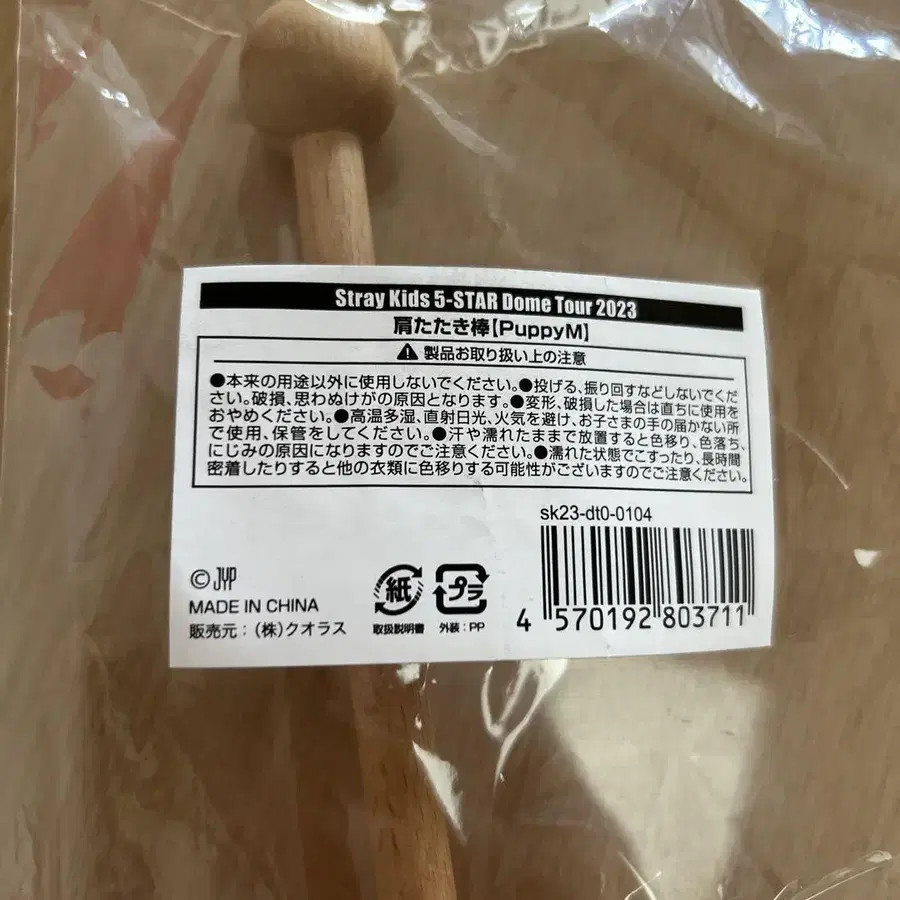 Stray Kids 5-STAR Dome Tour 2023
肩たたき棒【PuppyM】
製品お取り扱い上の注意
●本来の用途以外に使用しないでください。●投げる、振り回すなどしないでくだ
さい。破損、思わぬけがの原因となります。●変形、破損した場合は直ちに使用を
おやめください。●高温多湿、直射日光、火気を避け、お子さまの手の届かない所
で使用、保管をしてください。●汗や濡れたままで放置すると色移り、色落ち、
にじみの原因になりますのでご注意ください。●濡れた状態でこすったり、長時間
密着したりすると他の衣類に色移りする可能性がございますのでご注意ください。
sk23-dt0-0104
4 570192 803711
© JYP
MADE IN CHINA
販売元：(株)クオラス
紙
取扱説明書
プラ
外装：PP